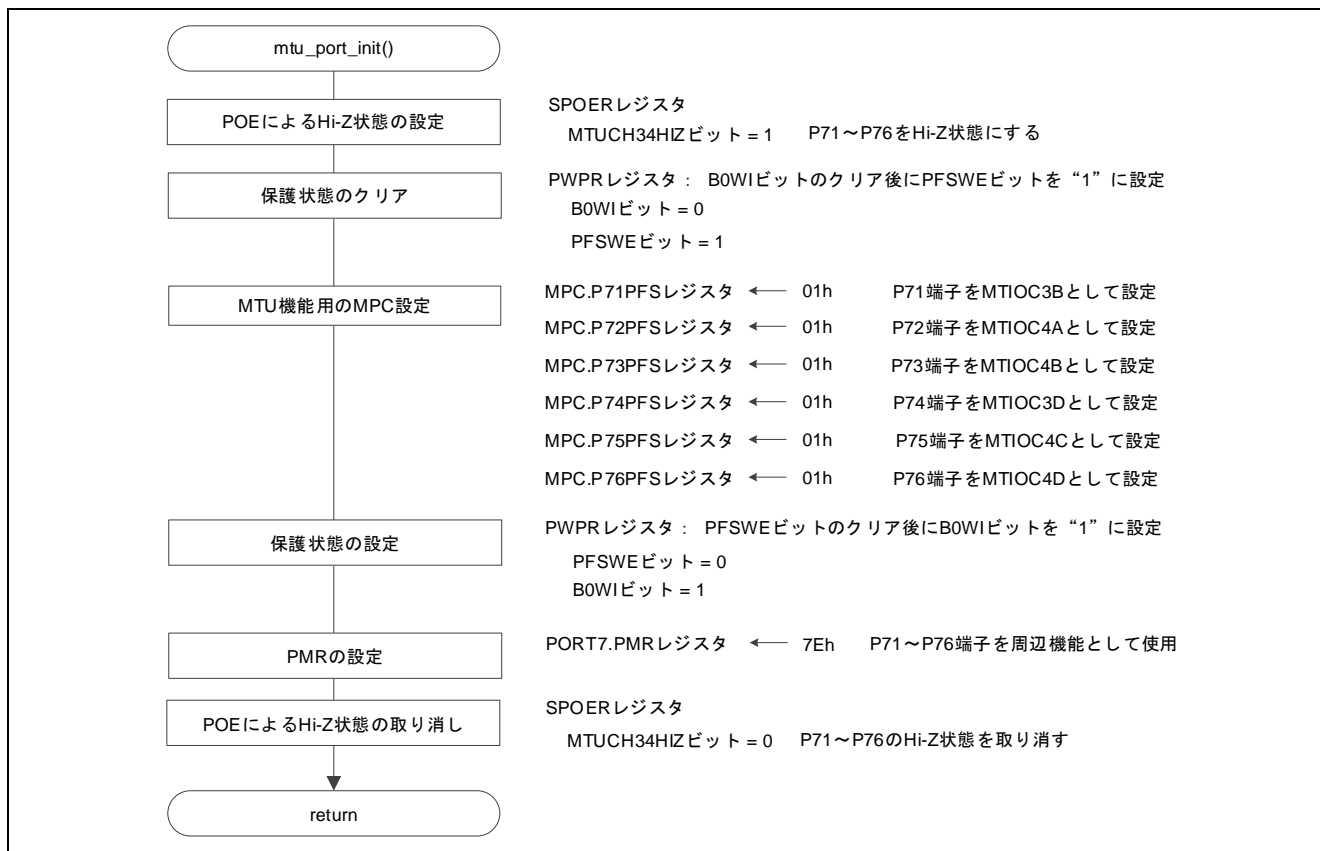 mtu_port_init()
POEによるHi-Z状態の設定
SPOERレジスタ
MTUCH34HIZビット = 1 P71～P76をHi-Z状態にする
保護状態のクリア
PWPRレジスタ： B0WIビットのクリア後にPFSWEビットを“1”に設定
B0WIビット = 0
PFSWEビット = 1
MTU機能用のMPC設定
MPC.P71PFSレジスタ ← 01h P71端子をMTIOC3Bとして設定
MPC.P72PFSレジスタ ← 01h P72端子をMTIOC4Aとして設定
MPC.P73PFSレジスタ ← 01h P73端子をMTIOC4Bとして設定
MPC.P74PFSレジスタ ← 01h P74端子をMTIOC3Dとして設定
MPC.P75PFSレジスタ ← 01h P75端子をMTIOC4Cとして設定
MPC.P76PFSレジスタ ← 01h P76端子をMTIOC4Dとして設定
保護状態の設定
PWPRレジスタ： PFSWEビットのクリア後にB0WIビットを“1”に設定
PFSWEビット = 0
B0WIビット = 1
PMRの設定
PORT7.PMRレジスタ ← 7Eh P71～P76端子を周辺機能として使用
POEによるHi-Z状態の取り消し
SPOERレジスタ
MTUCH34HIZビット = 0 P71～P76のHi-Z状態を取り消す
return